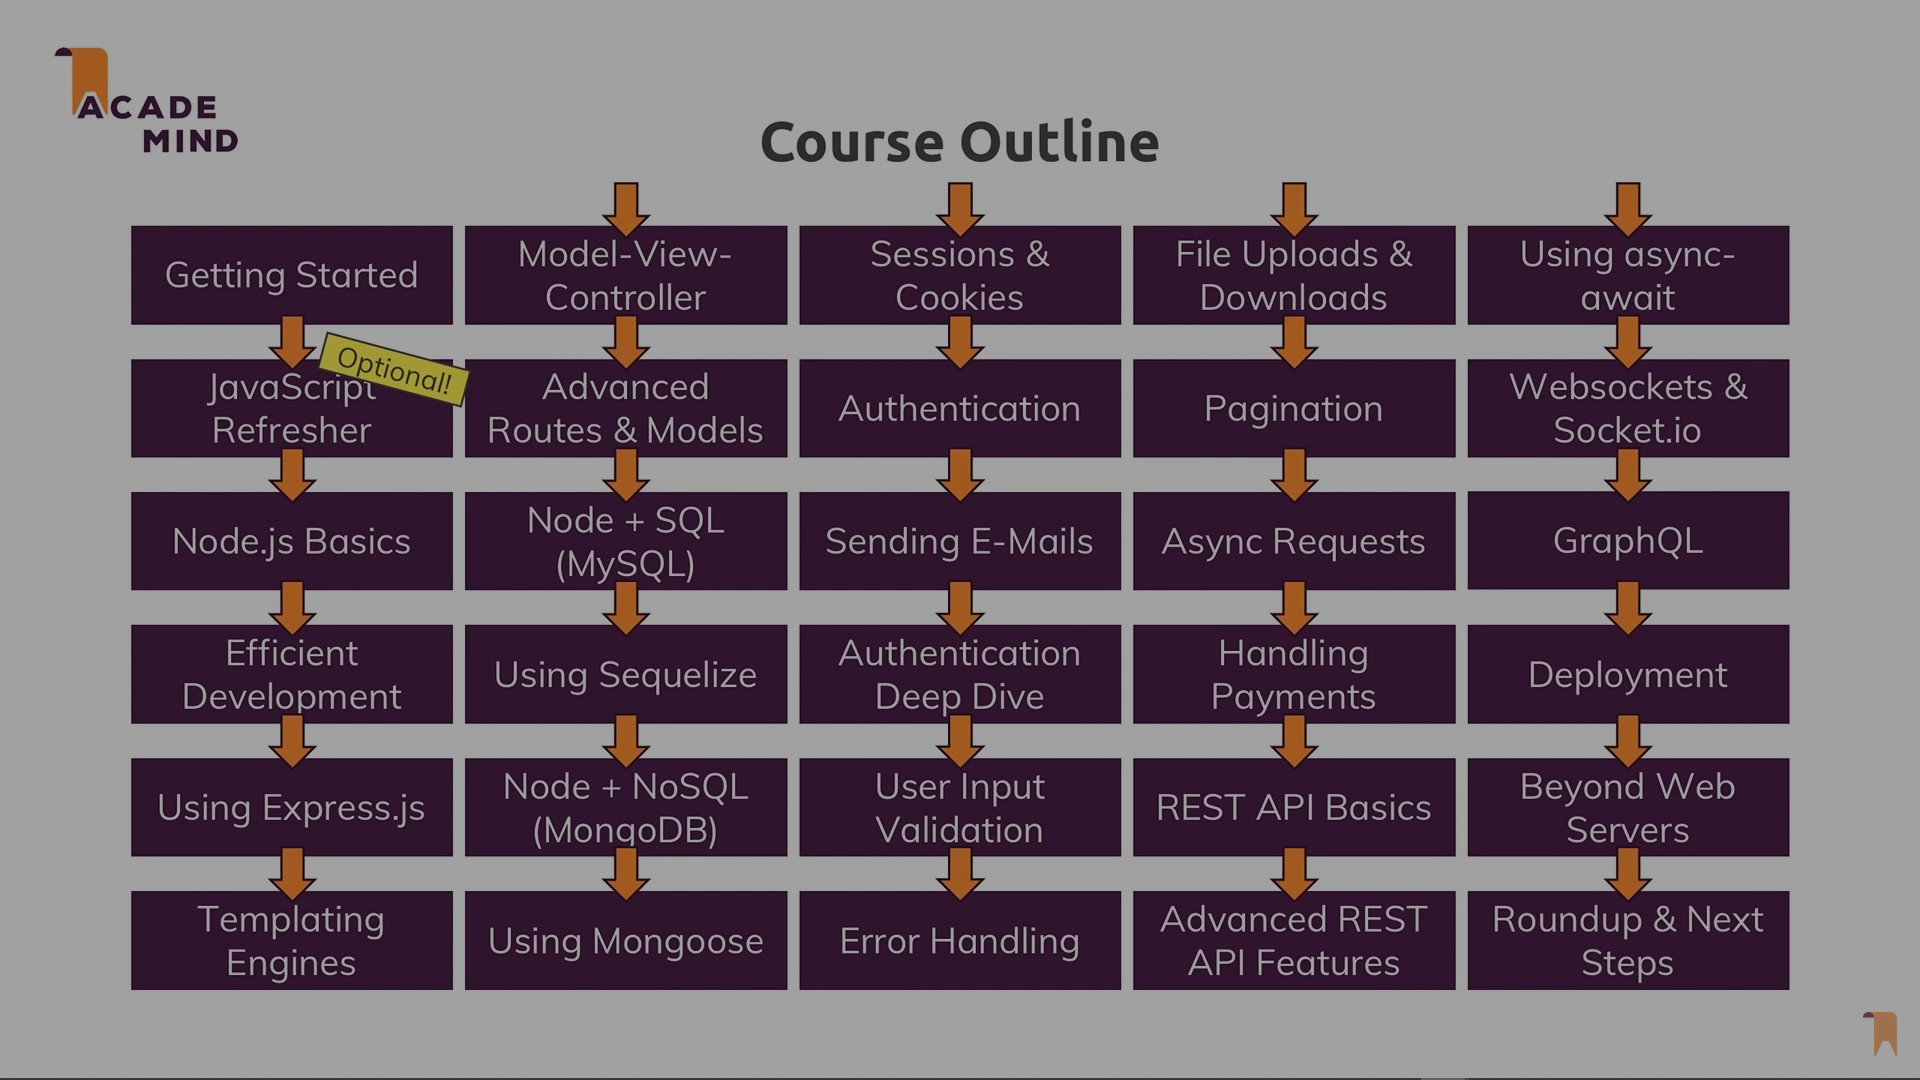 ACADE
MIND
Course Outline
Getting Started
JavaScript
Refresher
Optional!
Node.js Basics
Efficient
Development
Using Express.js
Templating
Engines
Model-View-
Controller
Advanced
Routes & Models
Node + SQL
(MySQL)
Using Sequelize
Node + NoSQL
(MongoDB)
Using Mongoose
Sessions &
Cookies
Authentication
Sending E-Mails
Authentication
Deep Dive
User Input
Validation
Error Handling
File Uploads &
Downloads
Pagination
Async Requests
Handling
Payments
REST API Basics
Advanced REST
API Features
Using async-
await
Websockets &
Socket.io
GraphQL
Deployment
Beyond Web
Servers
Roundup & Next
Steps